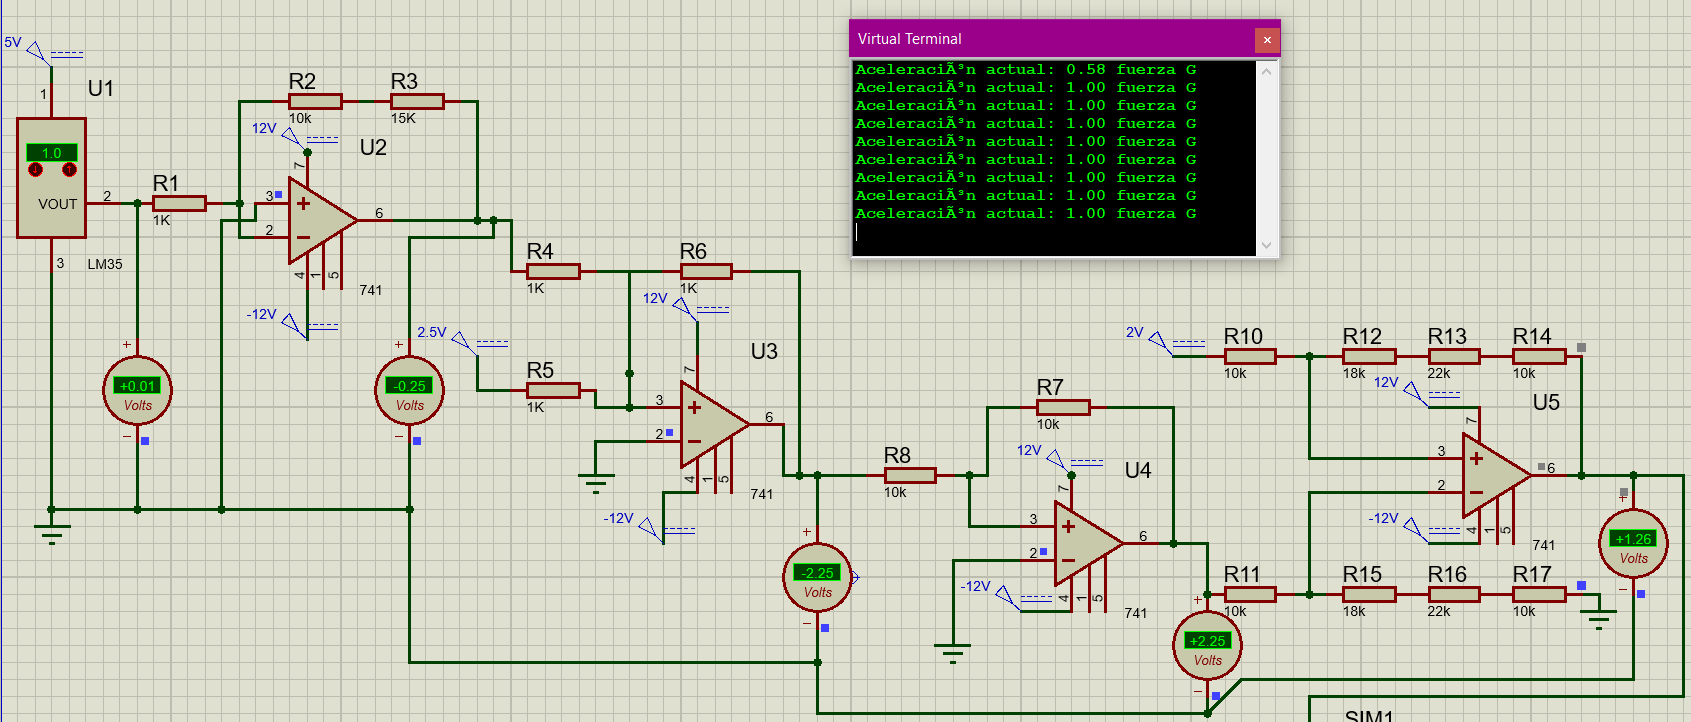 Virtual Terminal
AceleraciÃ³n actual: 0.58 fuerza G
AceleraciÃ³n actual: 1.00 fuerza G
AceleraciÃ³n actual: 1.00 fuerza G
AceleraciÃ³n actual: 1.00 fuerza G
AceleraciÃ³n actual: 1.00 fuerza G
AceleraciÃ³n actual: 1.00 fuerza G
AceleraciÃ³n actual: 1.00 fuerza G
AceleraciÃ³n actual: 1.00 fuerza G
AceleraciÃ³n actual: 1.00 fuerza G
5V
U1
1
1.0
VOUT
2
3
LM35
R1
1K
R2
10k
R3
15K
12V
U2
7
3
2
6
4
1
5
741
-12V
+
+0.01
Volts
−
+
-0.25
Volts
−
2.5V
R4
1K
R5
1K
R6
1K
12V
U3
7
3
2
6
4
1
5
741
-12V
+
-2.25
Volts
−
R8
10k
R7
10k
12V
U4
7
3
2
6
4
1
5
741
-12V
+
+2.25
Volts
−
2V
R10
10k
R12
18k
R13
22k
R14
10k
12V
U5
7
3
2
6
4
1
5
741
-12V
R11
10k
R15
18k
R16
22k
R17
10k
+
+1.26
Volts
−
SIM1